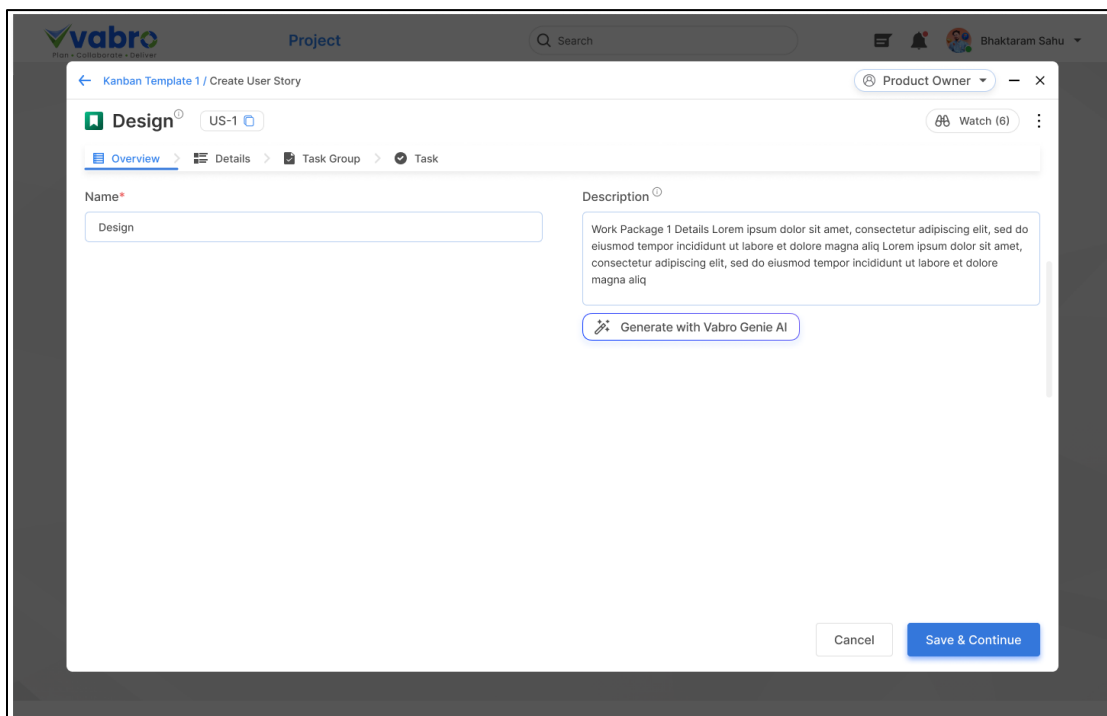 vabro
Plan • Collaborate • Deliver
Project
Search
Bhaktaram Sahu
Kanban Template 1 / Create User Story
Product Owner
Design
US-1
Watch (6)
Overview
Details
Task Group
Task
Name*
Design
Description
Work Package 1 Details Lorem ipsum dolor sit amet, consectetur adipiscing elit, sed do
eiusmod tempor incididunt ut labore et dolore magna aliq Lorem ipsum dolor sit amet,
consectetur adipiscing elit, sed do eiusmod tempor incididunt ut labore et dolore
magna aliq
Generate with Vabro Genie AI
Cancel
Save & Continue